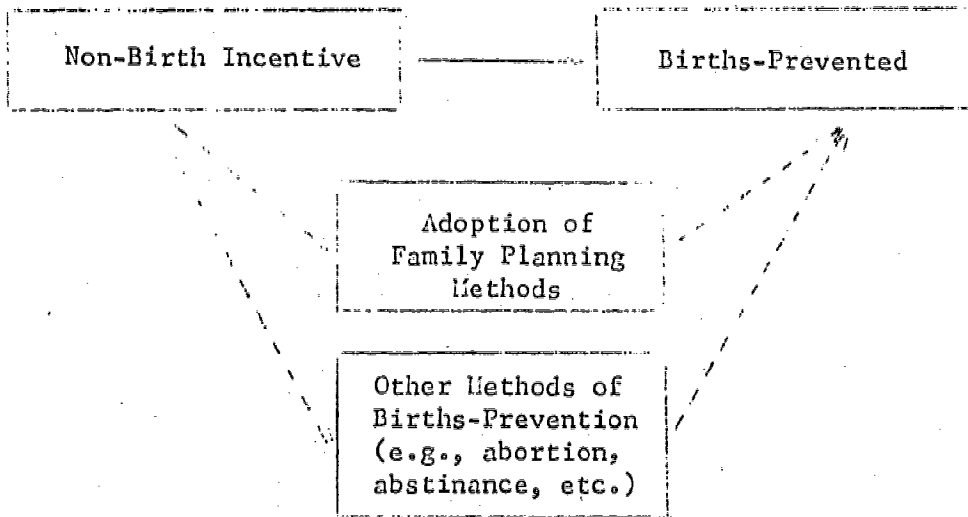 Non-Birth Incentive
Births-Prevented
Adoption of
Family Planning
Methods
Other Methods of
Births-Prevention
(e.g., abortion,
abstinance, etc.)